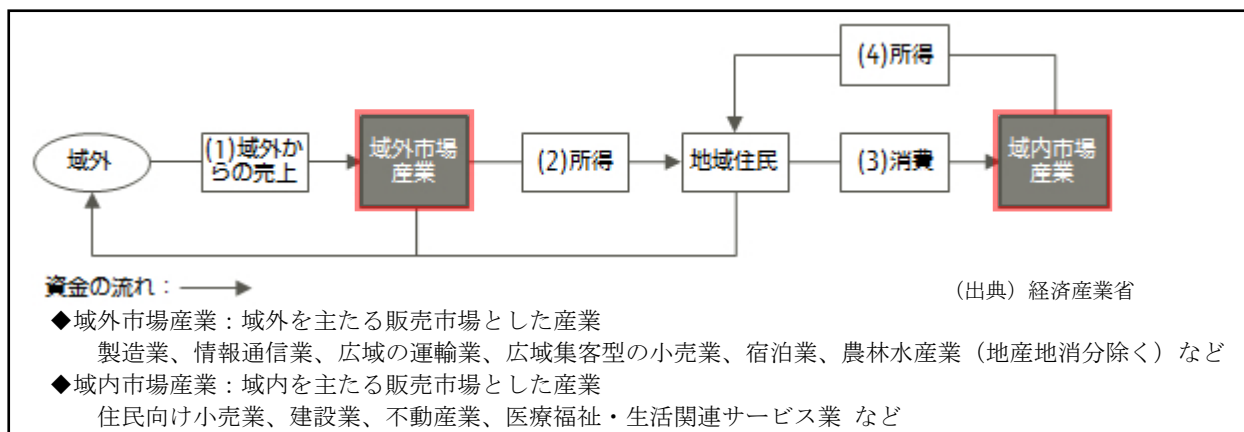 (4)所得
域外
(1)域外か
らの売上
域外市場
産業
(2)所得
地域住民
(3)消費
域内市場
産業
資金の流れ：
（出典）経済産業省
◆域外市場産業：域外を主たる販売市場とした産業
製造業、情報通信業、広域の運輸業、広域集客型の小売業、宿泊業、農林水産業（地産地消分除く）など
◆域内市場産業：域内を主たる販売市場とした産業
住民向け小売業、建設業、不動産業、医療福祉・生活関連サービス業 など